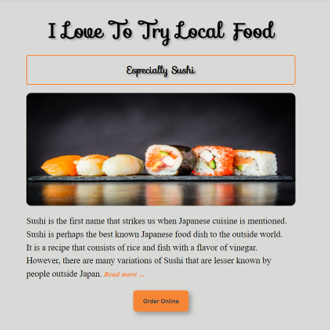 I Love To Try Local Food
Especially Sushi
Sushi is the first name that strikes us when Japanese cuisine is mentioned.
Sushi is perhaps the best known Japanese food dish to the outside world.
It is a recipe that consists of rice and fish with a flavor of vinegar.
However, there are many variations of Sushi that are lesser known by
people outside Japan. Read more ...
Order Online